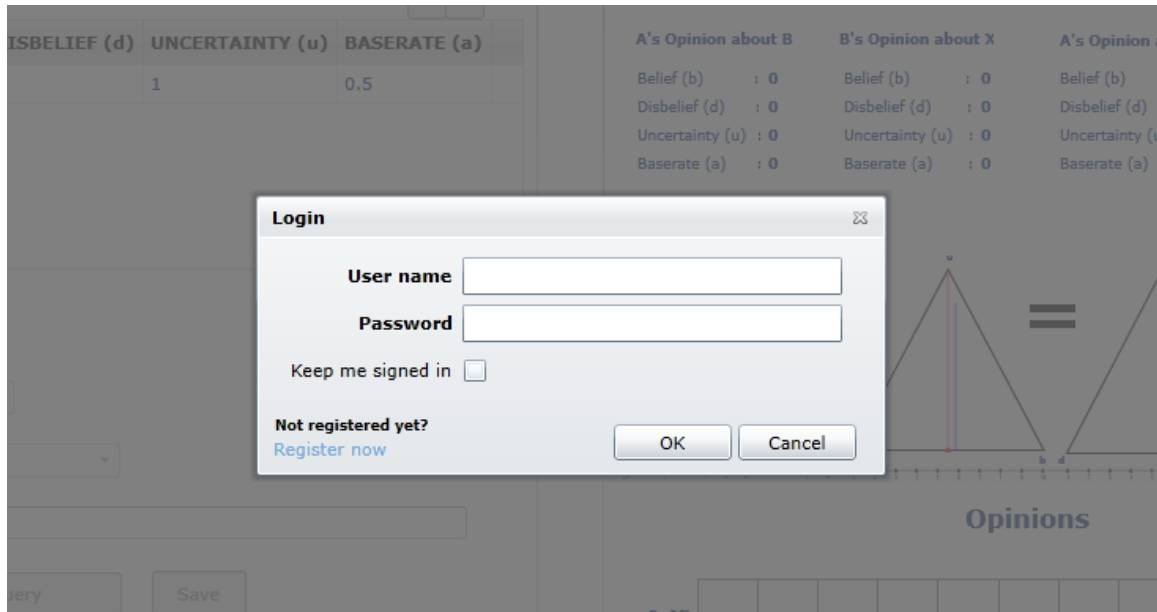 ISBELIEF (d) UNCERTAINTY (u) BASERATE (a)
1 0.5
A's Opinion about B B's Opinion about X A's Opinion
Belief (b) : 0 Belief (b) : 0 Belief (b)
Disbelief (d) : 0 Disbelief (d) : 0 Disbelief (d)
Uncertainty (u) : 0 Uncertainty (u) : 0 Uncertainty (u
Baserate (a) : 0 Baserate (a) : 0 Baserate (a)
Login
User name
Password
Keep me signed in
Not registered yet?
Register now
OK Cancel
u
=
b d
Opinions
uery Save